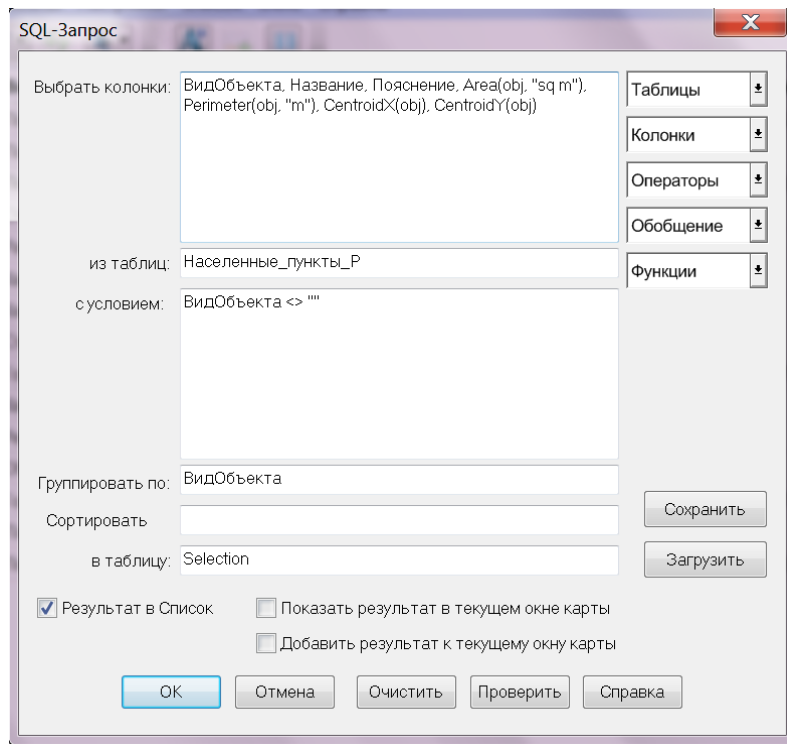 SQL-Запрос
Выбрать колонки:
ВидОбъекта, Название, Пояснение, Area(obj, "sq m"),
Perimeter(obj, "m"), CentroidX(obj), CentroidY(obj)
Таблицы
Колонки
Операторы
Обобщение
Функции
из таблиц:
Населенные_пункты_P
с условием:
ВидОбъекта <> ""
Группировать по:
ВидОбъекта
Сортировать
в таблицу:
Selection
Сохранить
Загрузить
Результат в Список
Показать результат в текущем окне карты
Добавить результат к текущему окну карты
OK
Отмена
Очистить
Проверить
Справка